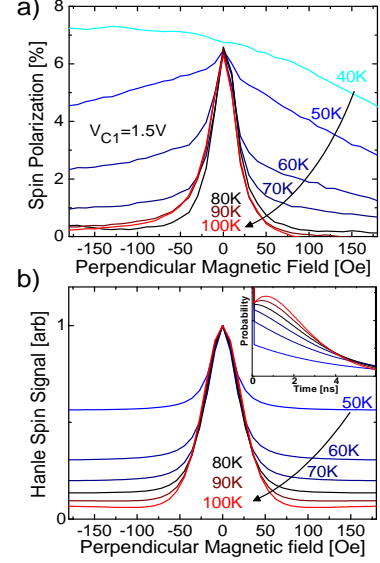 a)
Spin Polarization [%]
8
6
4
2
0
40K
50K
V_C1=1.5V
60K
70K
80K
90K
100K
-150 -100 -50 0 50 100 150
Perpendicular Magnetic Field [Oe]
b)
Hanle Spin Signal [arb]
1
0
Probability
0 2 4
Time [ns]
50K
60K
70K
80K
90K
100K
-150 -100 -50 0 50 100 150
Perpendicular Magnetic field [Oe]